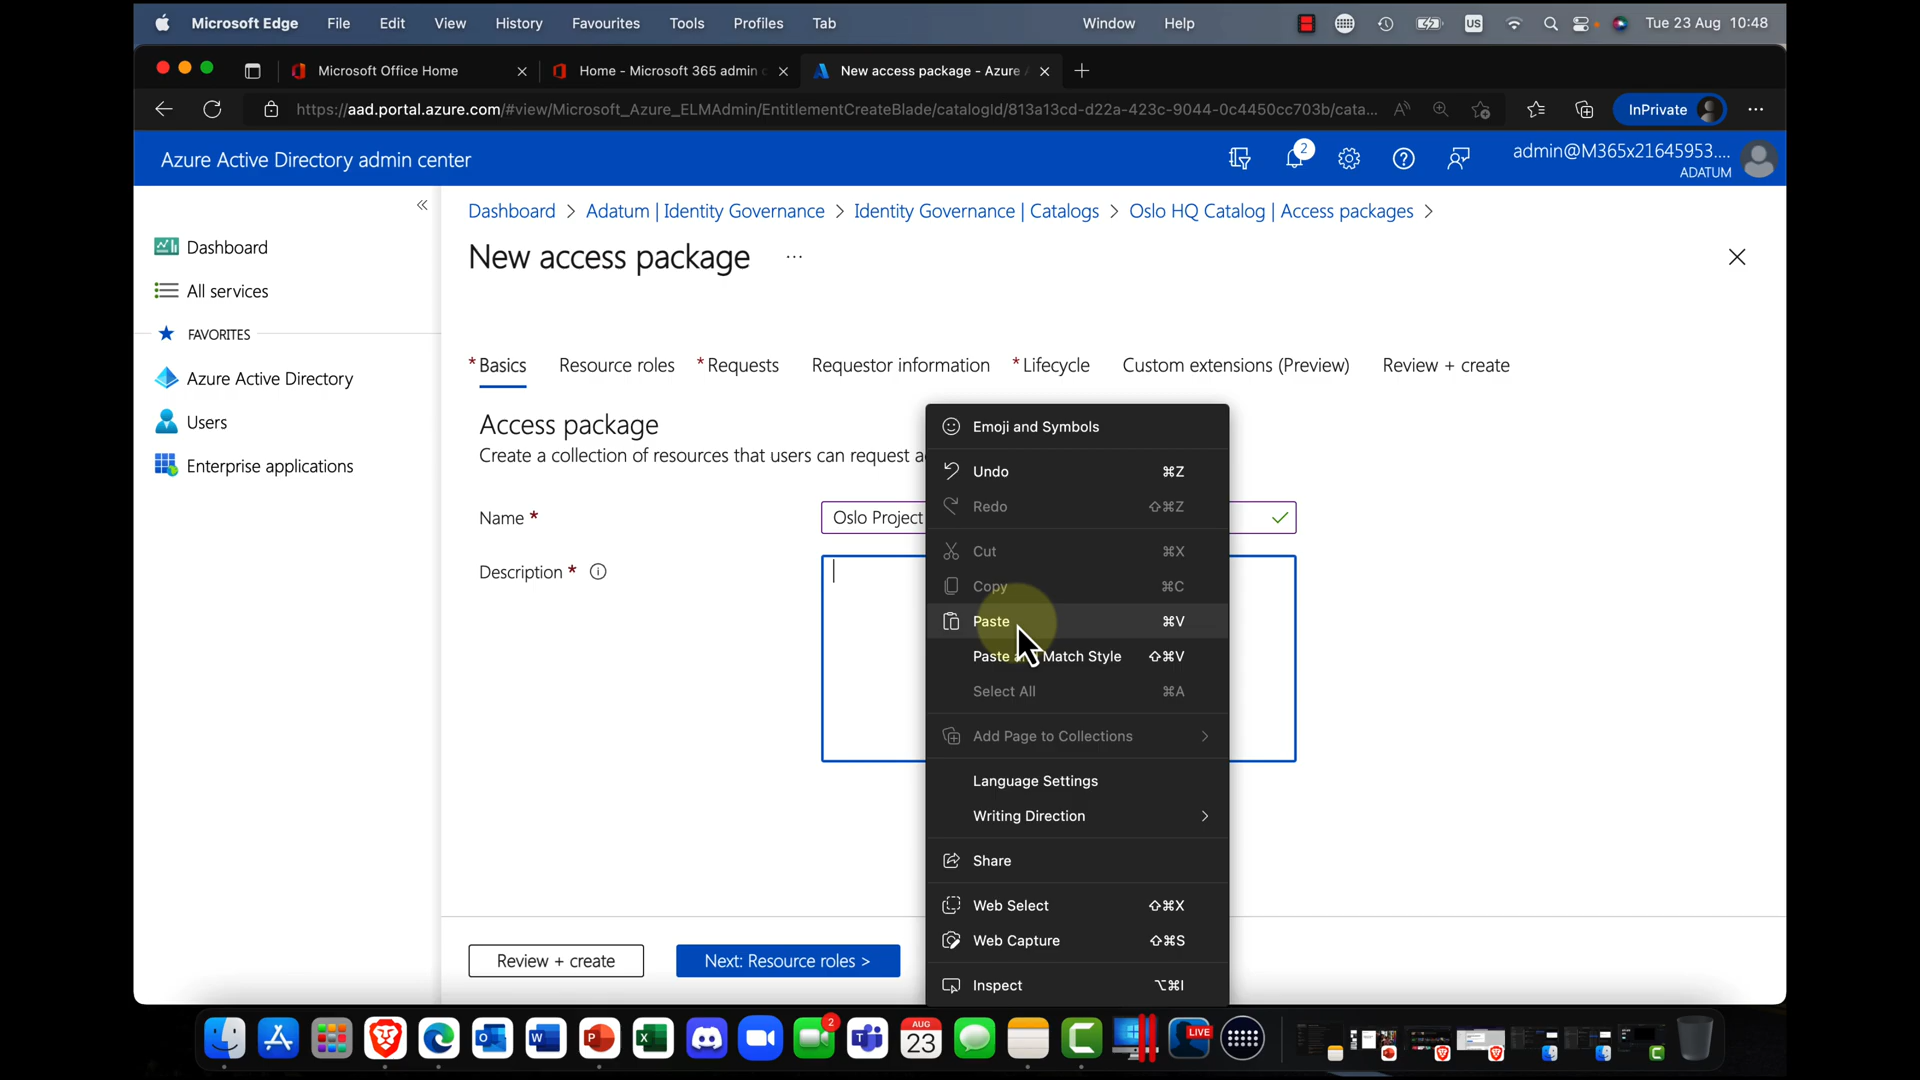 Microsoft Edge File Edit View History Favourites Tools Profiles Tab Window Help US Tue 23 Aug 10:48
Microsoft Office Home Home - Microsoft 365 admin New access package - Azure
https://aad.portal.azure.com/#view/Microsoft_Azure_ELMAdmin/EntitlementCreateBlade/catalogId/813a13cd-d22a-423c-9044-0c4450cc703b/cata... InPrivate
Azure Active Directory admin center 2 admin@M365x21645953....
ADATUM
Dashboard > Adatum | Identity Governance > Identity Governance | Catalogs > Oslo HQ Catalog | Access packages >
New access package ...
Dashboard
All services
FAVORITES
Azure Active Directory
Users
Enterprise applications
* Basics Resource roles * Requests Requestor information * Lifecycle Custom extensions (Preview) Review + create
Access package
Create a collection of resources that users can request
Name * Oslo Project
Description *
Emoji and Symbols
Undo ⌘Z
Redo ⇧⌘Z
Cut ⌘X
Copy ⌘C
Paste ⌘V
Paste Match Style ⇧⌘V
Select All ⌘A
Add Page to Collections >
Language Settings
Writing Direction >
Share
Web Select ⇧⌘X
Web Capture ⇧⌘S
Inspect ⌥⌘I
Review + create Next: Resource roles >
2
AUG
23
LIVE